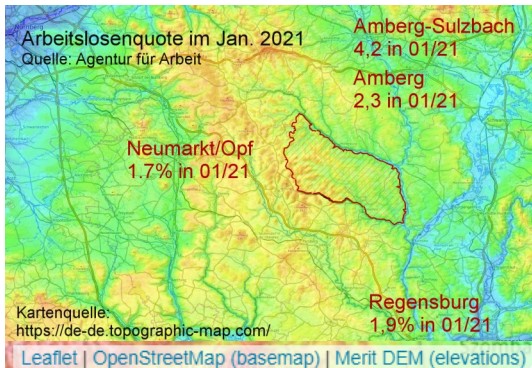 Arbeitslosenquote im Jan. 2021
Quelle: Agentur für Arbeit
Amberg-Sulzbach
4,2 in 01/21
Amberg
2,3 in 01/21
Neumarkt/Opf
1.7% in 01/21
Regensburg
1,9% in 01/21
Kartenquelle:
https://de-de.topographic-map.com/
Leaflet | OpenStreetMap (basemap) | Merit DEM (elevations)